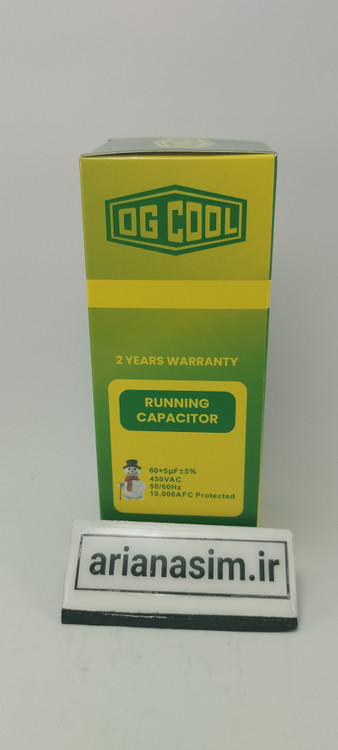 OG COOL
2 YEARS WARRANTY
RUNNING
CAPACITOR
60+5μF±5%
450VAC
50/60Hz
10,000AFC Protected
arianasim.ir